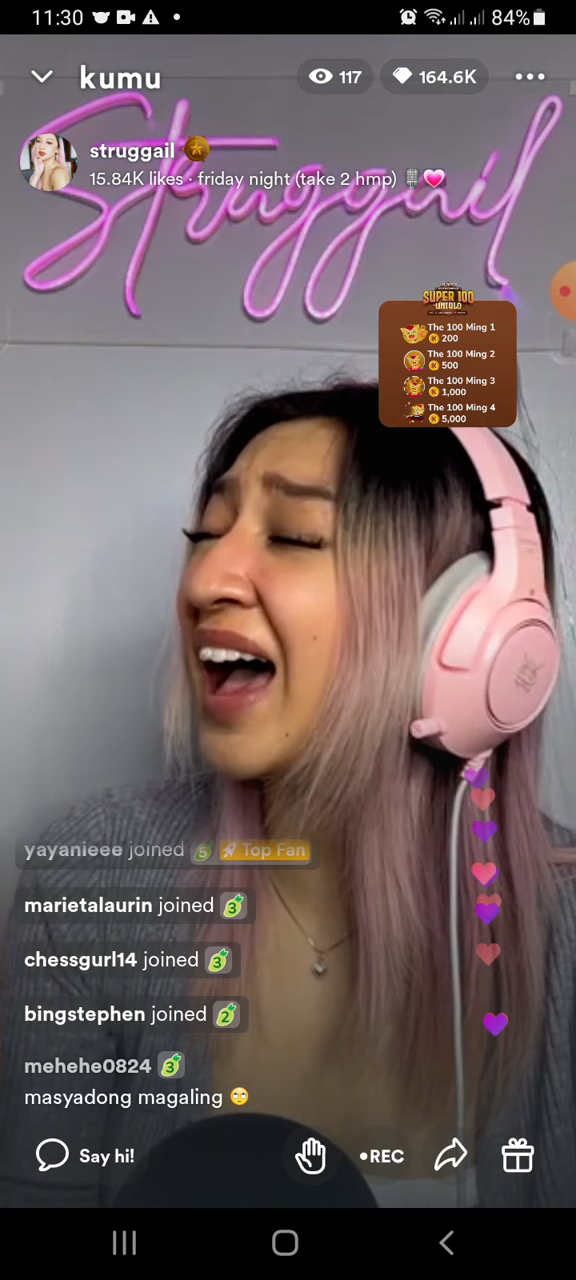 11:30
84%
kumu
117
164.6K
struggail
15.84K likes · friday night (take 2 hmp)
Struggail
SUPER 100
UNTOLD
The 100 Ming 1
200
The 100 Ming 2
500
The 100 Ming 3
1,000
The 100 Ming 4
5,000
yayanieee joined 5 Top Fan
marietalaurin joined 3
chessgurl14 joined 3
bingstephen joined 2
mehehe0824 3
masyadong magaling 🙄
Say hi!
•REC